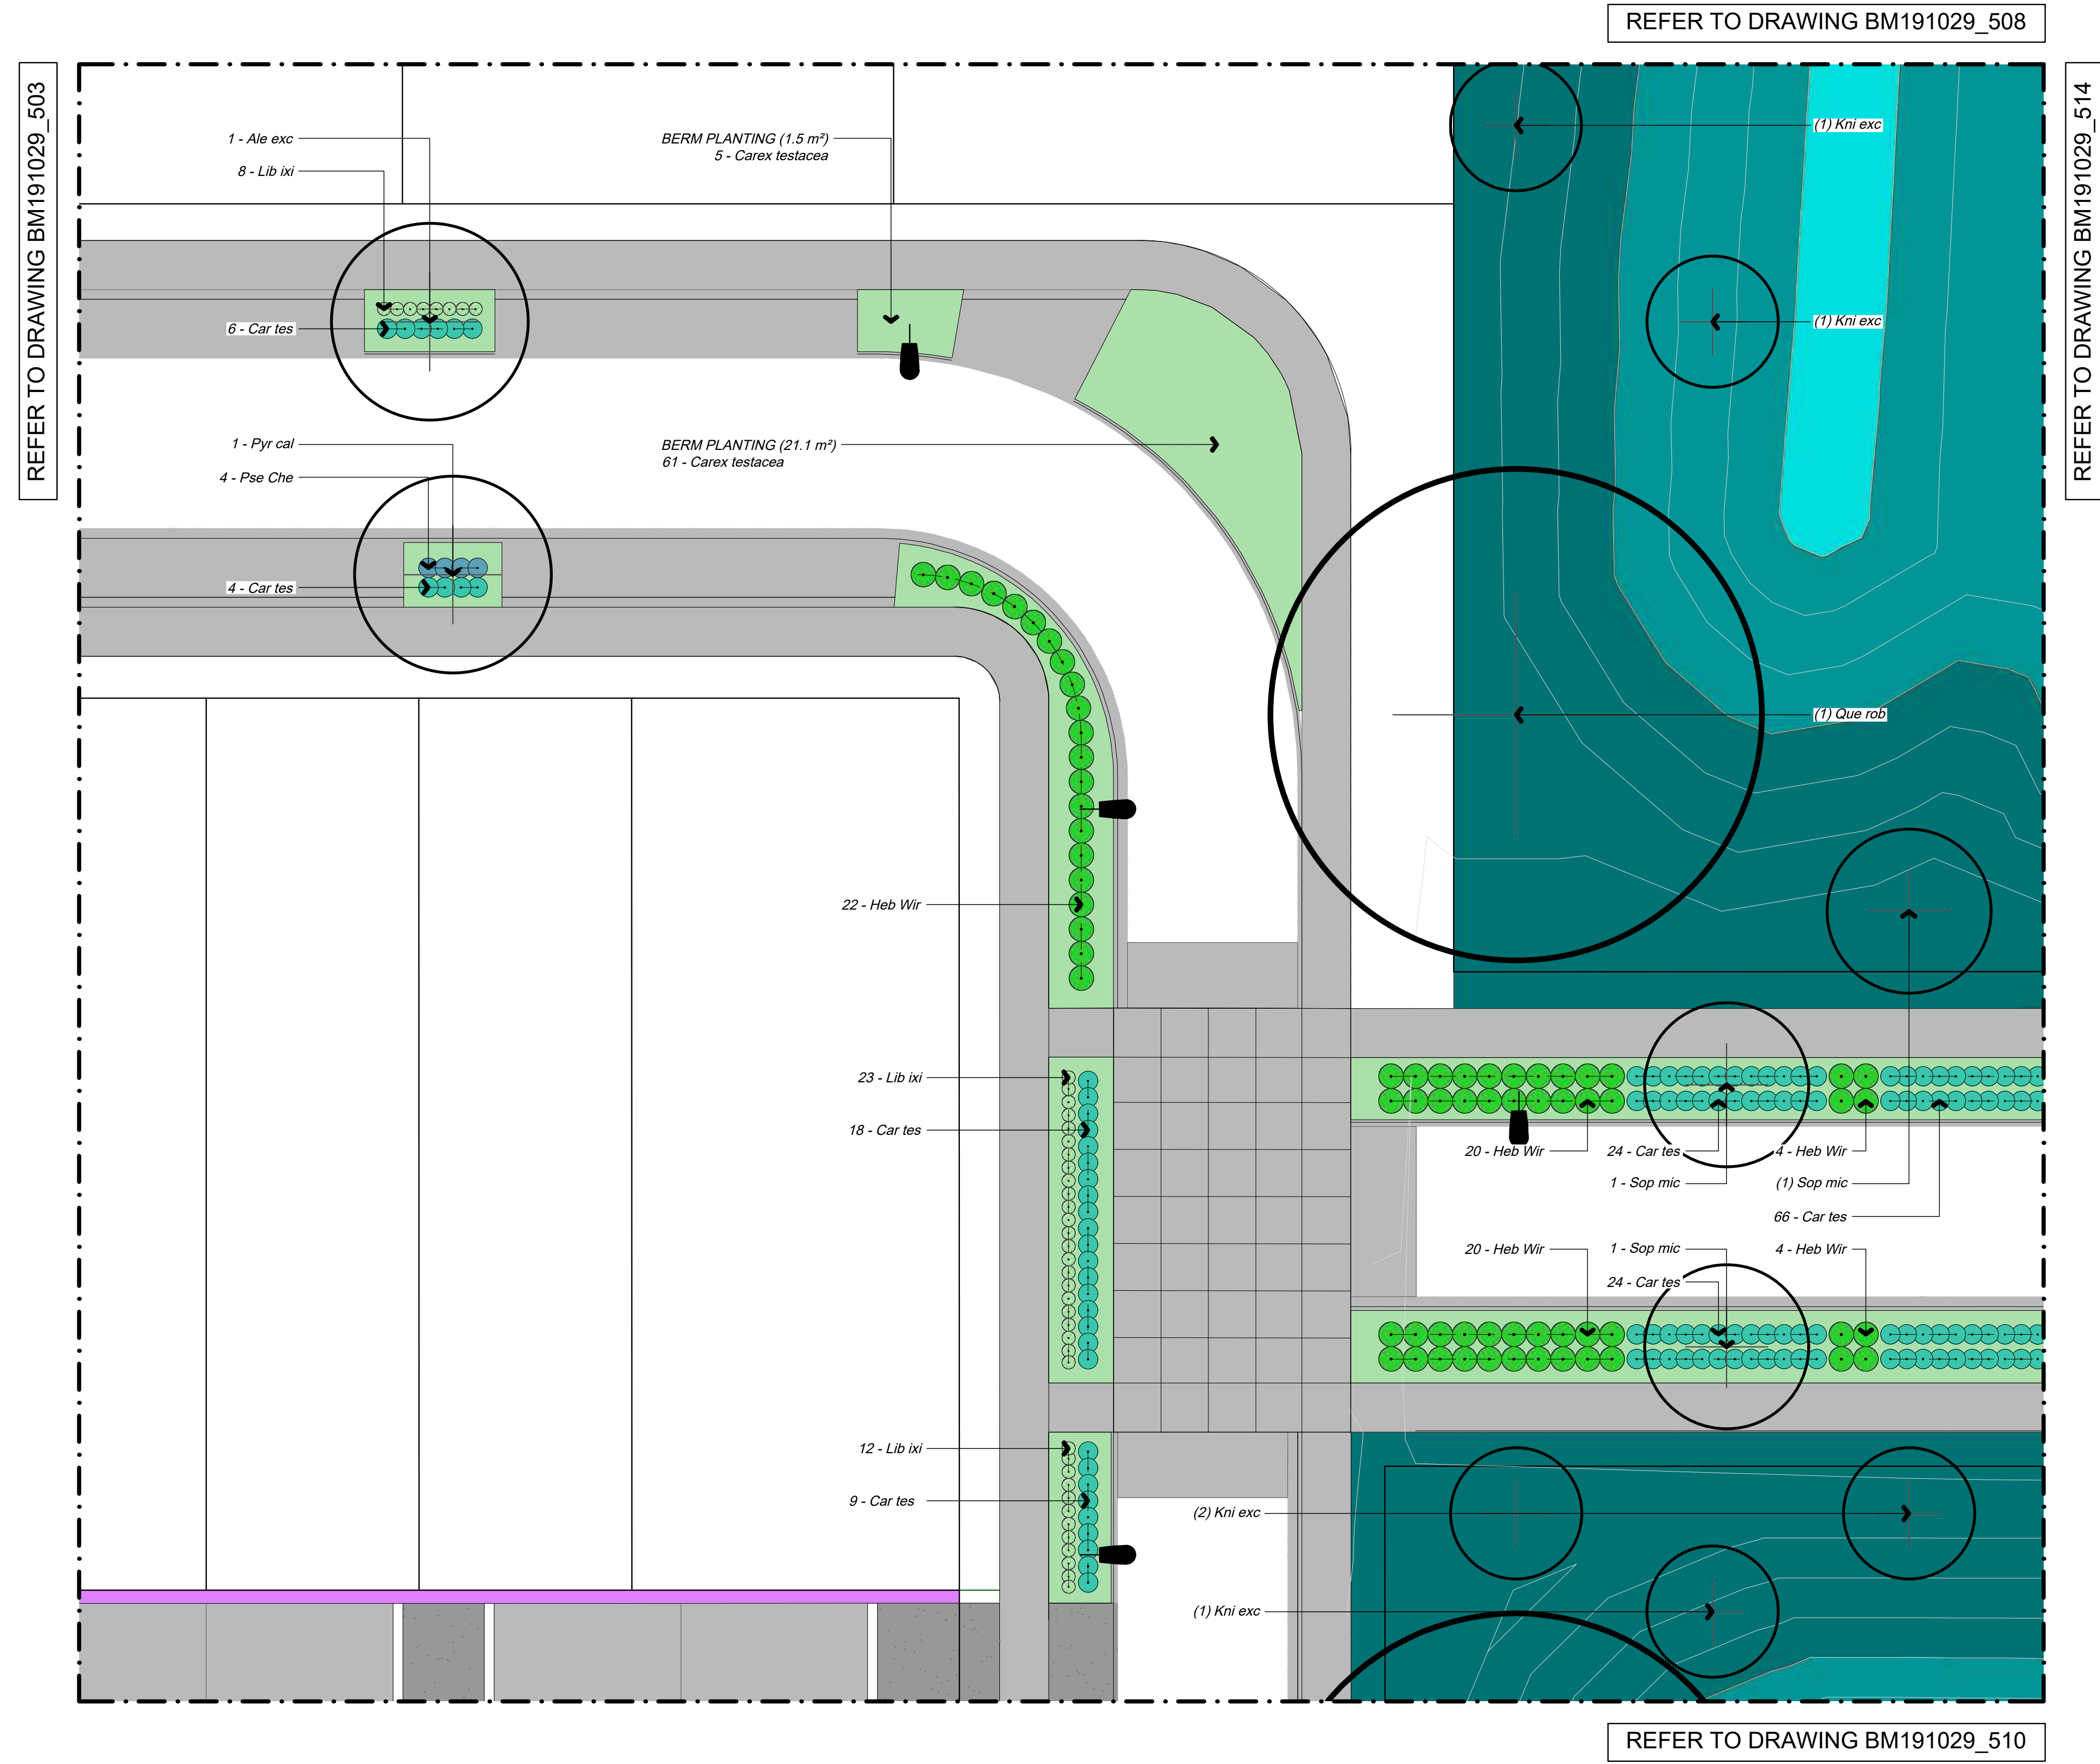 REFER TO DRAWING BM191029_508
REFER TO DRAWING BM191029_503
REFER TO DRAWING BM191029_514
1 - Ale exc
8 - Lib ixi
6 - Car tes
BERM PLANTING (1.5 m²)
5 - Carex testacea
(1) Kni exc
(1) Kni exc
1 - Pyr cal
4 - Pse Che
4 - Car tes
BERM PLANTING (21.1 m²)
61 - Carex testacea
(1) Que rob
22 - Heb Wir
23 - Lib ixi
18 - Car tes
20 - Heb Wir
24 - Car tes
4 - Heb Wir
1 - Sop mic
(1) Sop mic
66 - Car tes
20 - Heb Wir
1 - Sop mic
4 - Heb Wir
24 - Car tes
12 - Lib ixi
9 - Car tes
(2) Kni exc
(1) Kni exc
REFER TO DRAWING BM191029_510